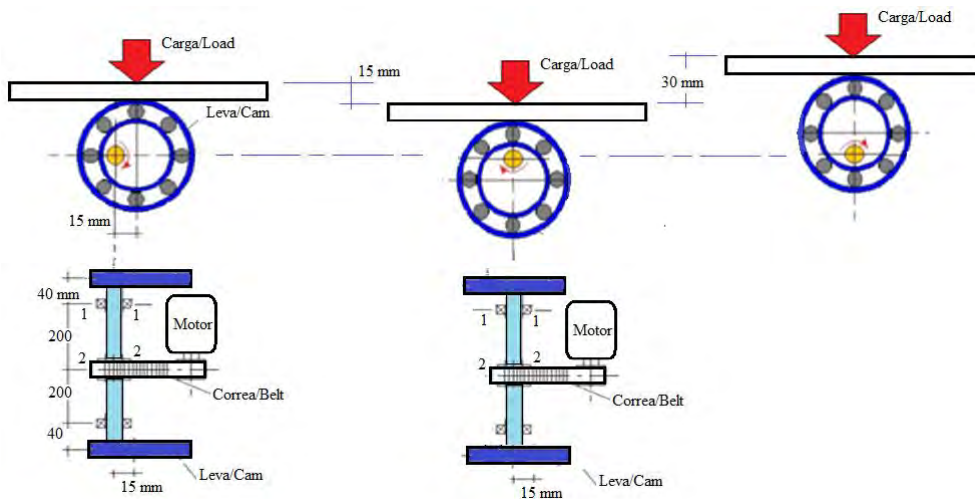 Carga/Load
Leva/Cam
15 mm
15 mm
Carga/Load
30 mm
Carga/Load
40 mm
1 1
200
Motor
2 2
200
Correa/Belt
40
Leva/Cam
15 mm
1 1
Motor
2 2
Correa/Belt
Leva/Cam
15 mm